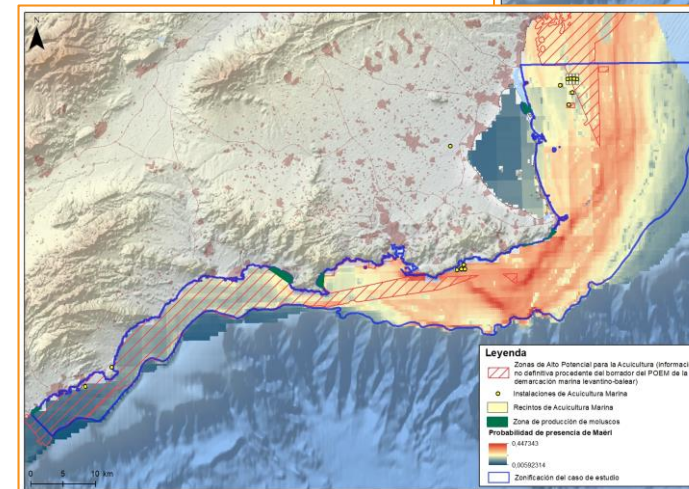 N
Leyenda
Zonas de Alto Potencial para la Acuicultura (informaci
no definitiva procedente del borrador del POEM de la
demarcación marina levantino-balear)
Instalaciones de Acuicultura Marina
Recintos de Acuicultura Marina
Zona de producción de moluscos
Probabilidad de presencia de Maërl
0,447343
0,00592314
Zonificación del caso de estudio
0 5 10 km